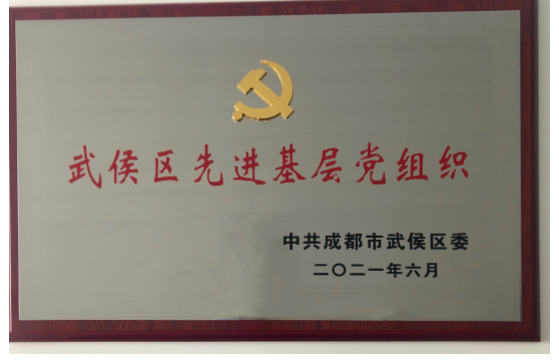 武侯区先进基层党组织
中共成都市武侯区委
二〇二一年六月